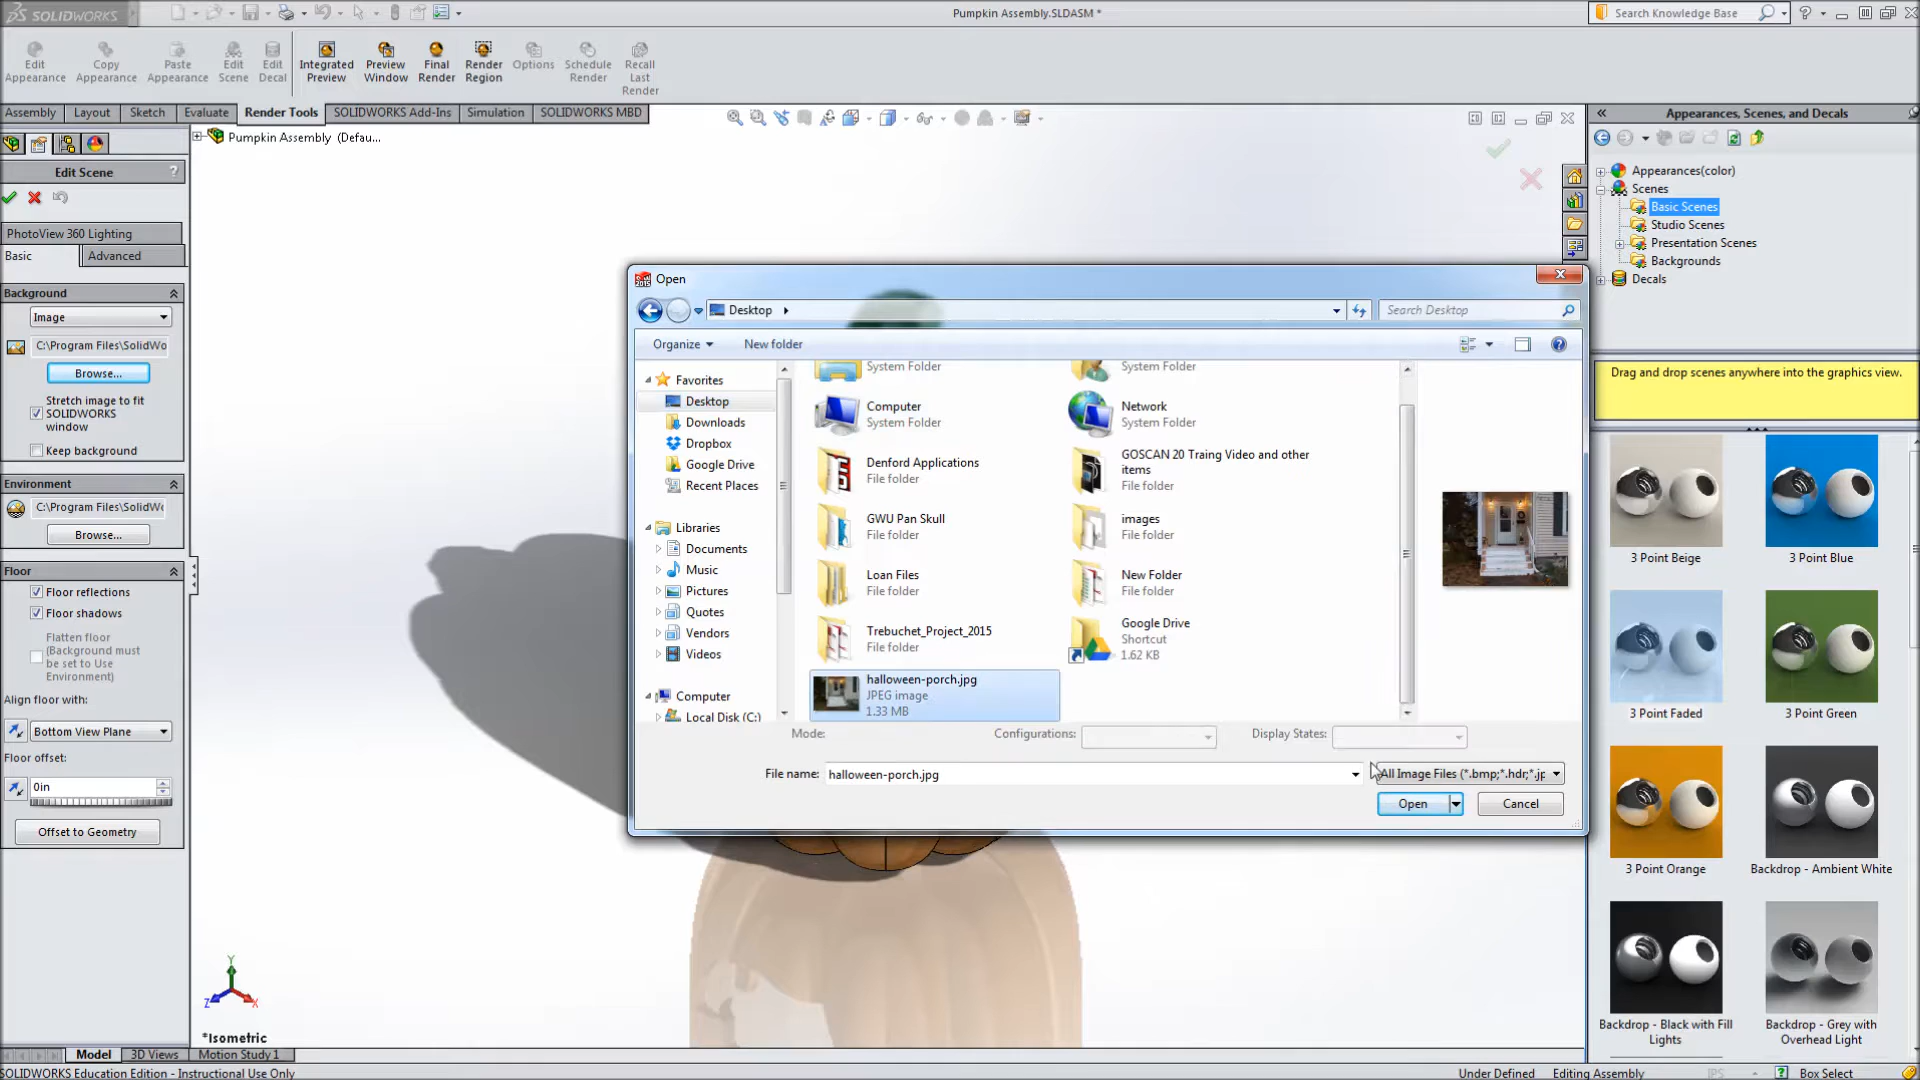 SOLIDWORKS
Pumpkin Assembly.SLDASM *
Search Knowledge Base
Edit Appearance
Copy Appearance
Paste Appearance
Edit Scene
Edit Decal
Integrated Preview
Preview Window
Final Render
Render Region
Options
Schedule Render
Recall Last Render
Assembly
Layout
Sketch
Evaluate
Render Tools
SOLIDWORKS Add-Ins
Simulation
SOLIDWORKS MBD
Pumpkin Assembly (Defau...
Edit Scene
?
PhotoView 360 Lighting
Basic
Advanced
Background
Image
C:\Program Files\SolidWo
Browse...
Stretch image to fit
SOLIDWORKS
window
Keep background
Environment
C:\Program Files\SolidWo
Browse...
Floor
Floor reflections
Floor shadows
Flatten floor
(Background must
be set to Use
Environment)
Align floor with:
Bottom View Plane
Floor offset:
0in
Offset to Geometry
Y
Z
X
*Isometric
Open
Desktop
Search Desktop
Organize
New folder
Favorites
Desktop
Downloads
Dropbox
Google Drive
Recent Places
Libraries
Documents
Music
Pictures
Quotes
Vendors
Videos
Computer
Local Disk (C:)
System Folder
System Folder
Computer
System Folder
Network
System Folder
Denford Applications
File folder
GOSCAN 20 Traing Video and other
items
File folder
GWU Pan Skull
File folder
images
File folder
Loan Files
File folder
New Folder
File folder
Trebuchet_Project_2015
File folder
Google Drive
Shortcut
1.62 KB
halloween-porch.jpg
JPEG image
1.33 MB
Mode:
Configurations:
Display States:
File name:
halloween-porch.jpg
All Image Files (*.bmp;*.hdr;*.jp
Open
Cancel
Appearances, Scenes, and Decals
Appearances(color)
Scenes
Basic Scenes
Studio Scenes
Presentation Scenes
Backgrounds
Decals
Drag and drop scenes anywhere into the graphics view.
3 Point Beige
3 Point Blue
3 Point Faded
3 Point Green
3 Point Orange
Backdrop - Ambient White
Backdrop - Black with Fill
Lights
Backdrop - Grey with
Overhead Light
Model
3D Views
Motion Study 1
SOLIDWORKS Education Edition - Instructional Use Only
Under Defined
Editing Assembly
IPS
Box Select